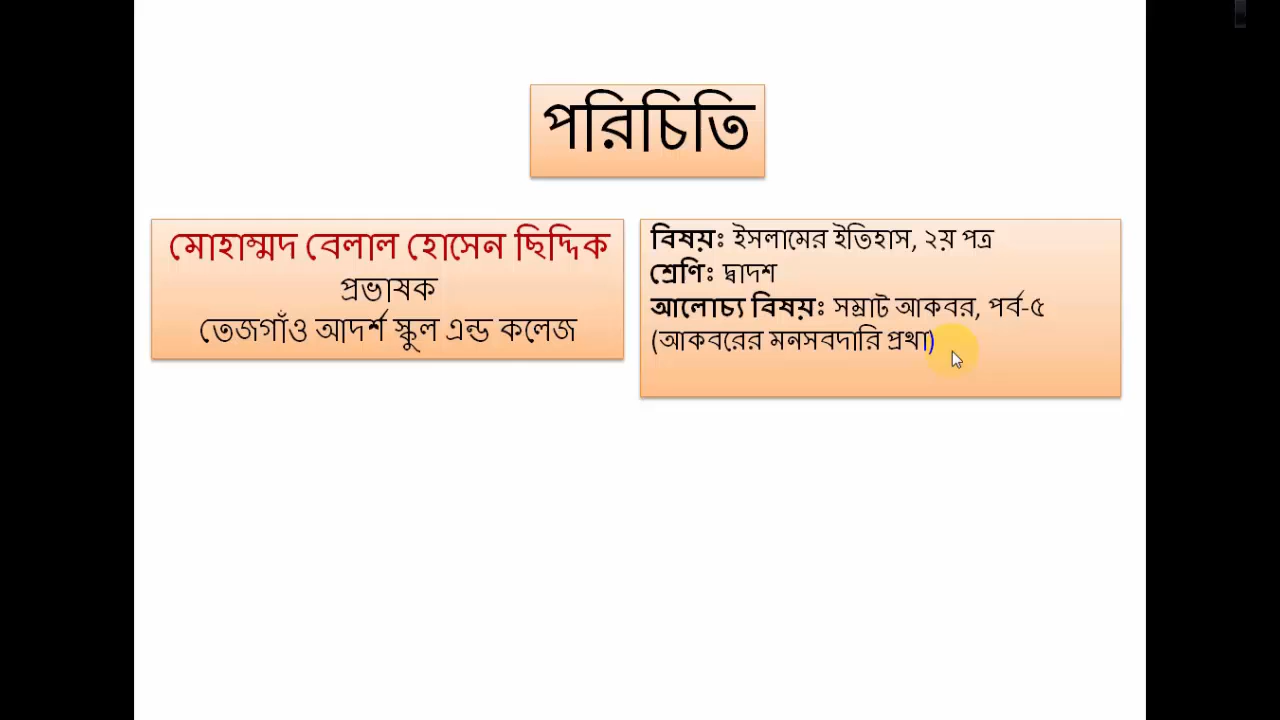 পরিচিতি
মোহাম্মদ বেলাল হোসেন ছিদ্দিক
প্রভাষক
তেজগাঁও আদর্শ স্কুল এন্ড কলেজ
বিষয়ঃ ইসলামের ইতিহাস, ২য় পত্র
শ্রেণিঃ দ্বাদশ
আলোচ্য বিষয়ঃ সম্রাট আকবর, পর্ব-৫
(আকবরের মনসবদারি প্রথা)